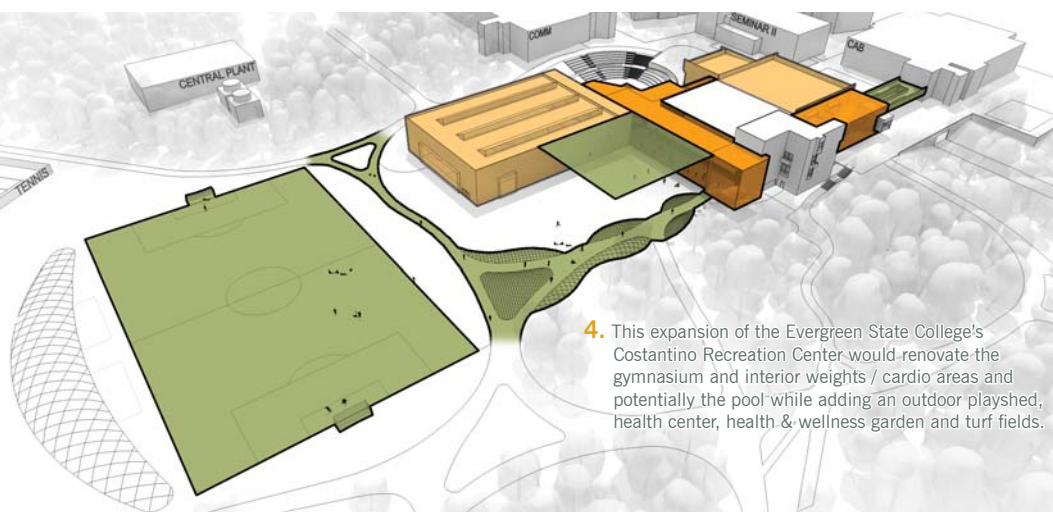 COMM
SEMINAR II
CAB
CENTRAL PLANT
TENNIS
4. This expansion of the Evergreen State College's
Costantino Recreation Center would renovate the
gymnasium and interior weights / cardio areas and
potentially the pool while adding an outdoor playshed,
health center, health & wellness garden and turf fields.